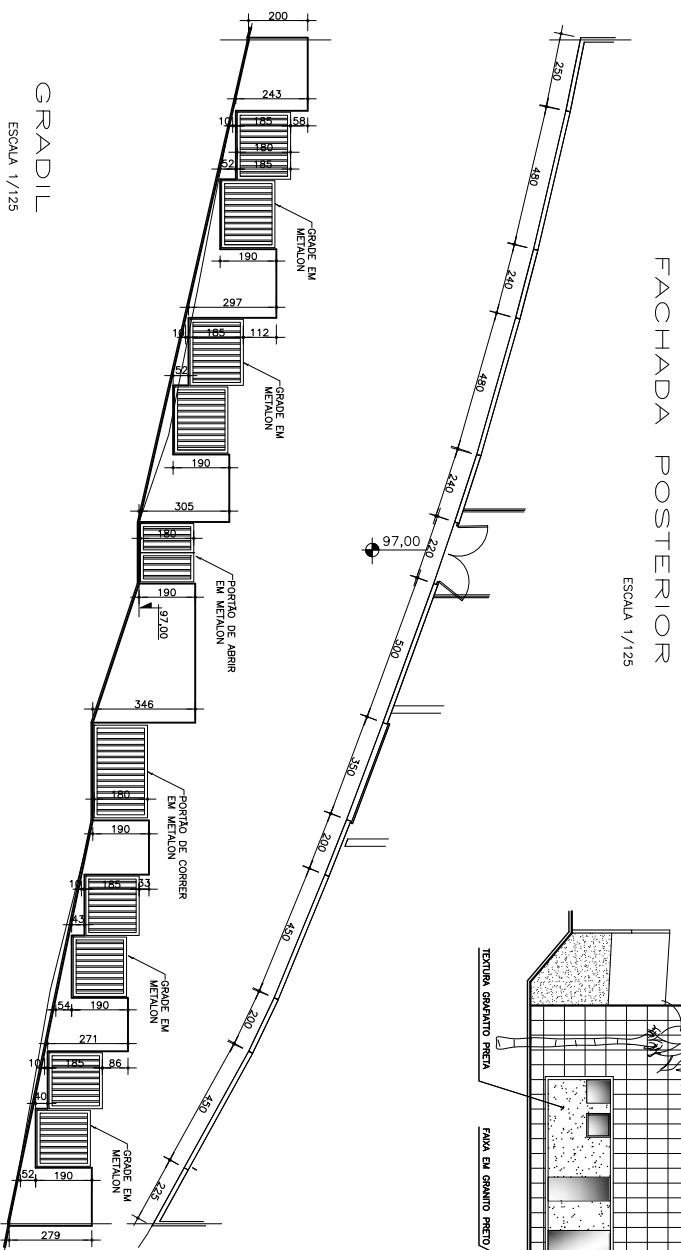 FACHADA POSTERIOR
ESCALA 1/125
250
480
240
480
240
220
97,00
500
350
200
450
200
450
225
TEXTURA GRAFIATTO PRETA
FAIXA EM GRANITO PRETO
GRADIL
ESCALA 1/125
200
243
10
185
58
180
52
185
GRADE EM
METALON
190
297
10
185
112
52
GRADE EM
METALON
190
305
180
PORTÃO DE ABRIR
EM METALON
190
97,00
346
180
PORTÃO DE CORRER
EM METALON
190
10
185
33
43
GRADE EM
METALON
54
190
271
10
185
86
40
GRADE EM
METALON
52
190
279